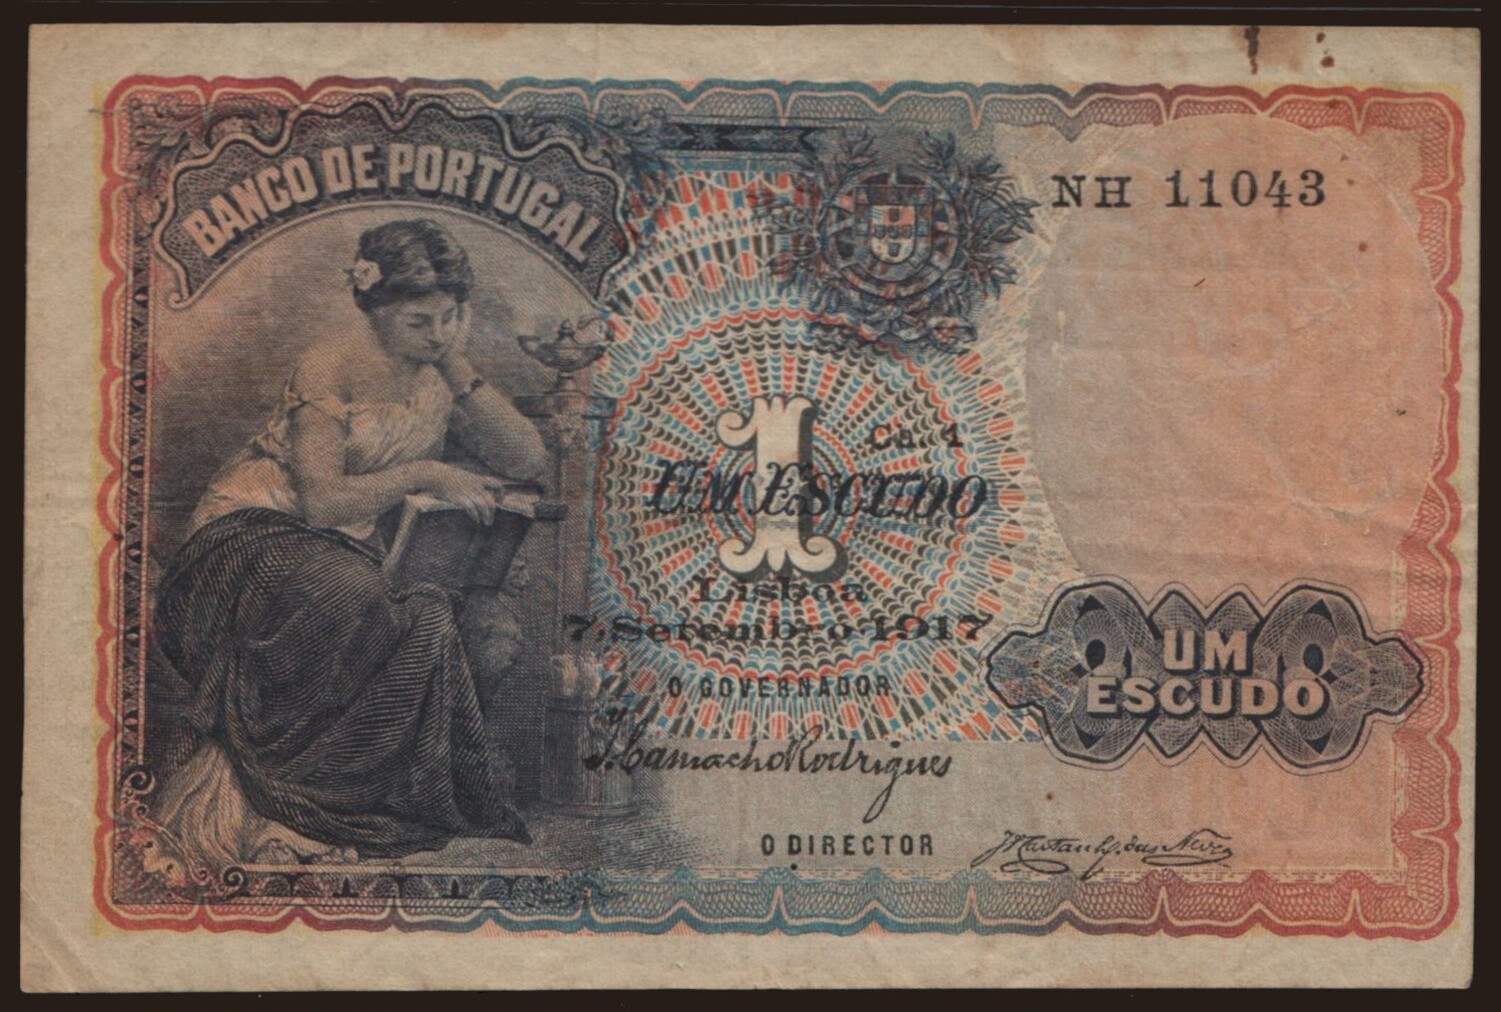 BANCO DE PORTUGAL
NH 11043
1
Ch. 4
UM ESCUDO
Lisboa
7, Setembro 1917
UM
ESCUDO
O GOVERNADOR
J. Camacho Rodrigues
O DIRECTOR